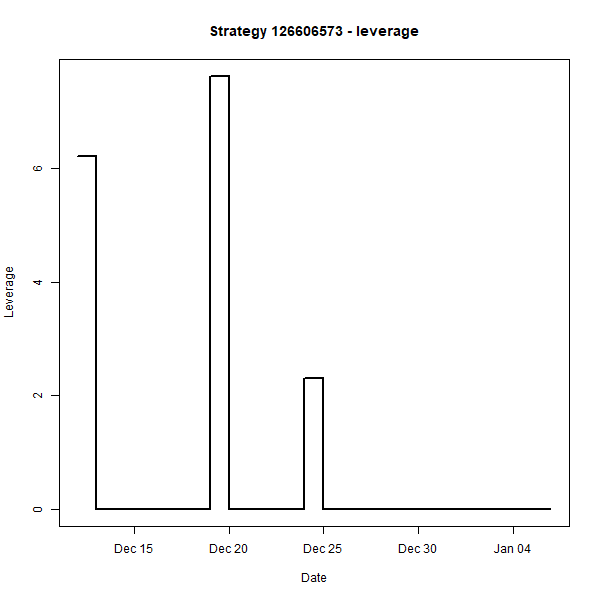 Strategy 126606573 - leverage
Leverage
6
4
2
0
Dec 15
Dec 20
Dec 25
Dec 30
Jan 04
Date